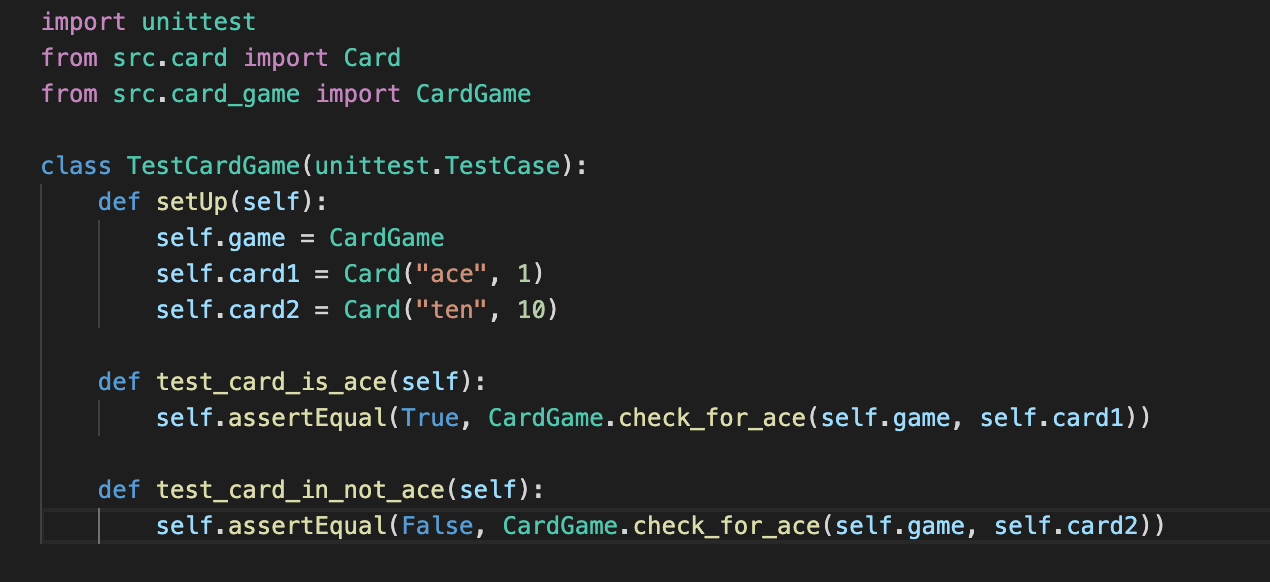 import unittest
from src.card import Card
from src.card_game import CardGame
class TestCardGame(unittest.TestCase):
def setUp(self):
self.game = CardGame
self.card1 = Card("ace", 1)
self.card2 = Card("ten", 10)
def test_card_is_ace(self):
self.assertEqual(True, CardGame.check_for_ace(self.game, self.card1))
def test_card_in_not_ace(self):
self.assertEqual(False, CardGame.check_for_ace(self.game, self.card2))